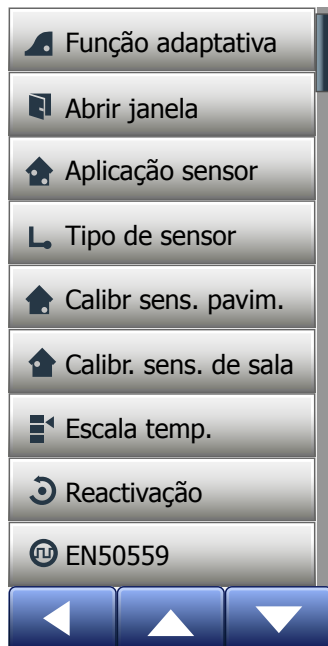 Função adaptativa
Abrir janela
Aplicação sensor
Tipo de sensor
Calibr sens. pavim.
Calibr. sens. de sala
Escala temp.
Reactivação
EN50559